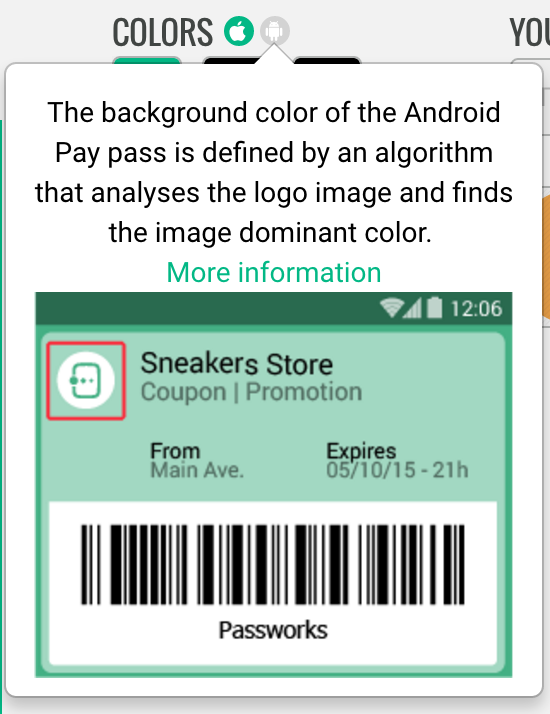 COLORS
The background color of the Android
Pay pass is defined by an algorithm
that analyses the logo image and finds
the image dominant color.
More information
12:06
Sneakers Store
Coupon | Promotion
From Expires
Main Ave. 05/10/15 - 21h
Passworks